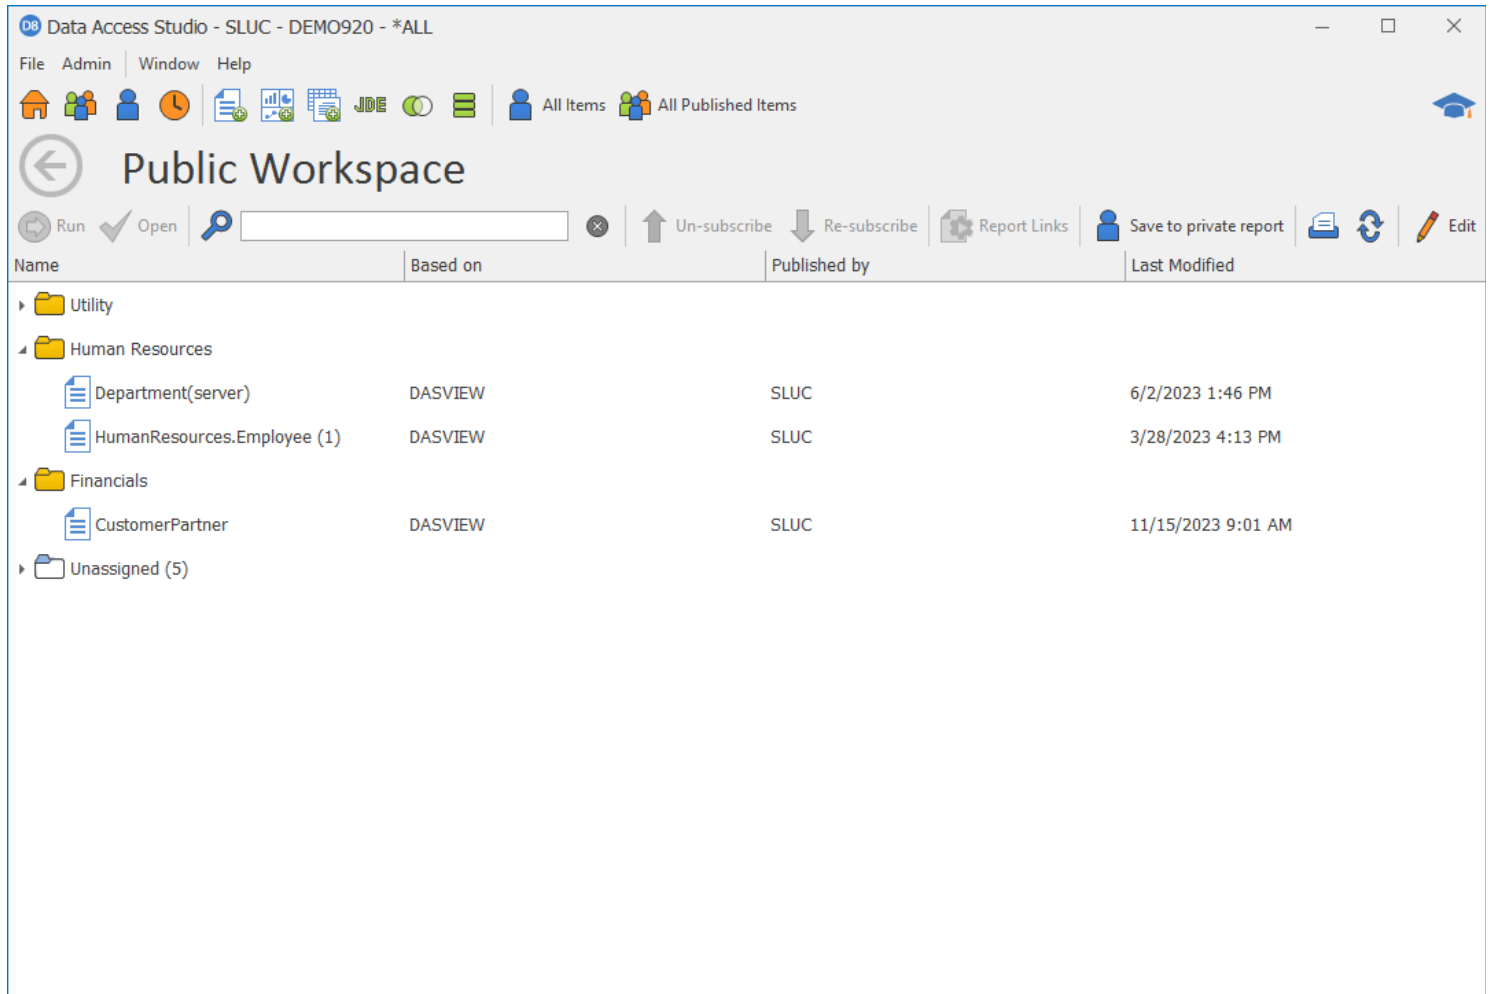 D8 Data Access Studio - SLUC - DEMO920 - *ALL
File Admin Window Help
JDE All Items All Published Items
Public Workspace
Run Open Un-subscribe Re-subscribe Report Links Save to private report Edit
Name Based on Published by Last Modified
Utility
Human Resources
Department(server) DASVIEW SLUC 6/2/2023 1:46 PM
HumanResources.Employee (1) DASVIEW SLUC 3/28/2023 4:13 PM
Financials
CustomerPartner DASVIEW SLUC 11/15/2023 9:01 AM
Unassigned (5)